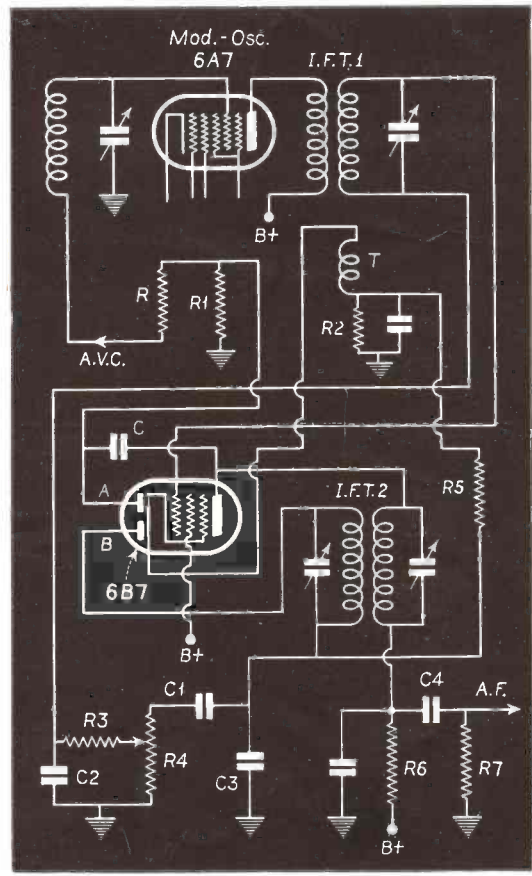 Mod.-Osc.
6A7
I.F.T.1
B+
T
R
R1
R2
A.V.C.
C
A
I.F.T.2
R5
B
6B7
B+
C1
C4
A.F.
R3
R4
C2
C3
R6
R7
B+